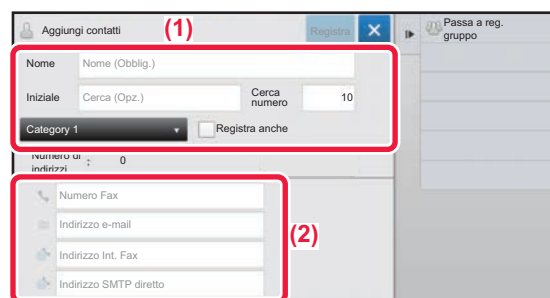 Aggiungi contatti (1) Registra
Passa a reg.
gruppo
Nome Nome (Obblig.)
Iniziale Cerca (Opz.) Cerca
numero 10
Category 1 Registra anche
Numero di
indirizzi : 0
Numero Fax
Indirizzo e-mail
(2)
Indirizzo Int. Fax
Indirizzo SMTP diretto